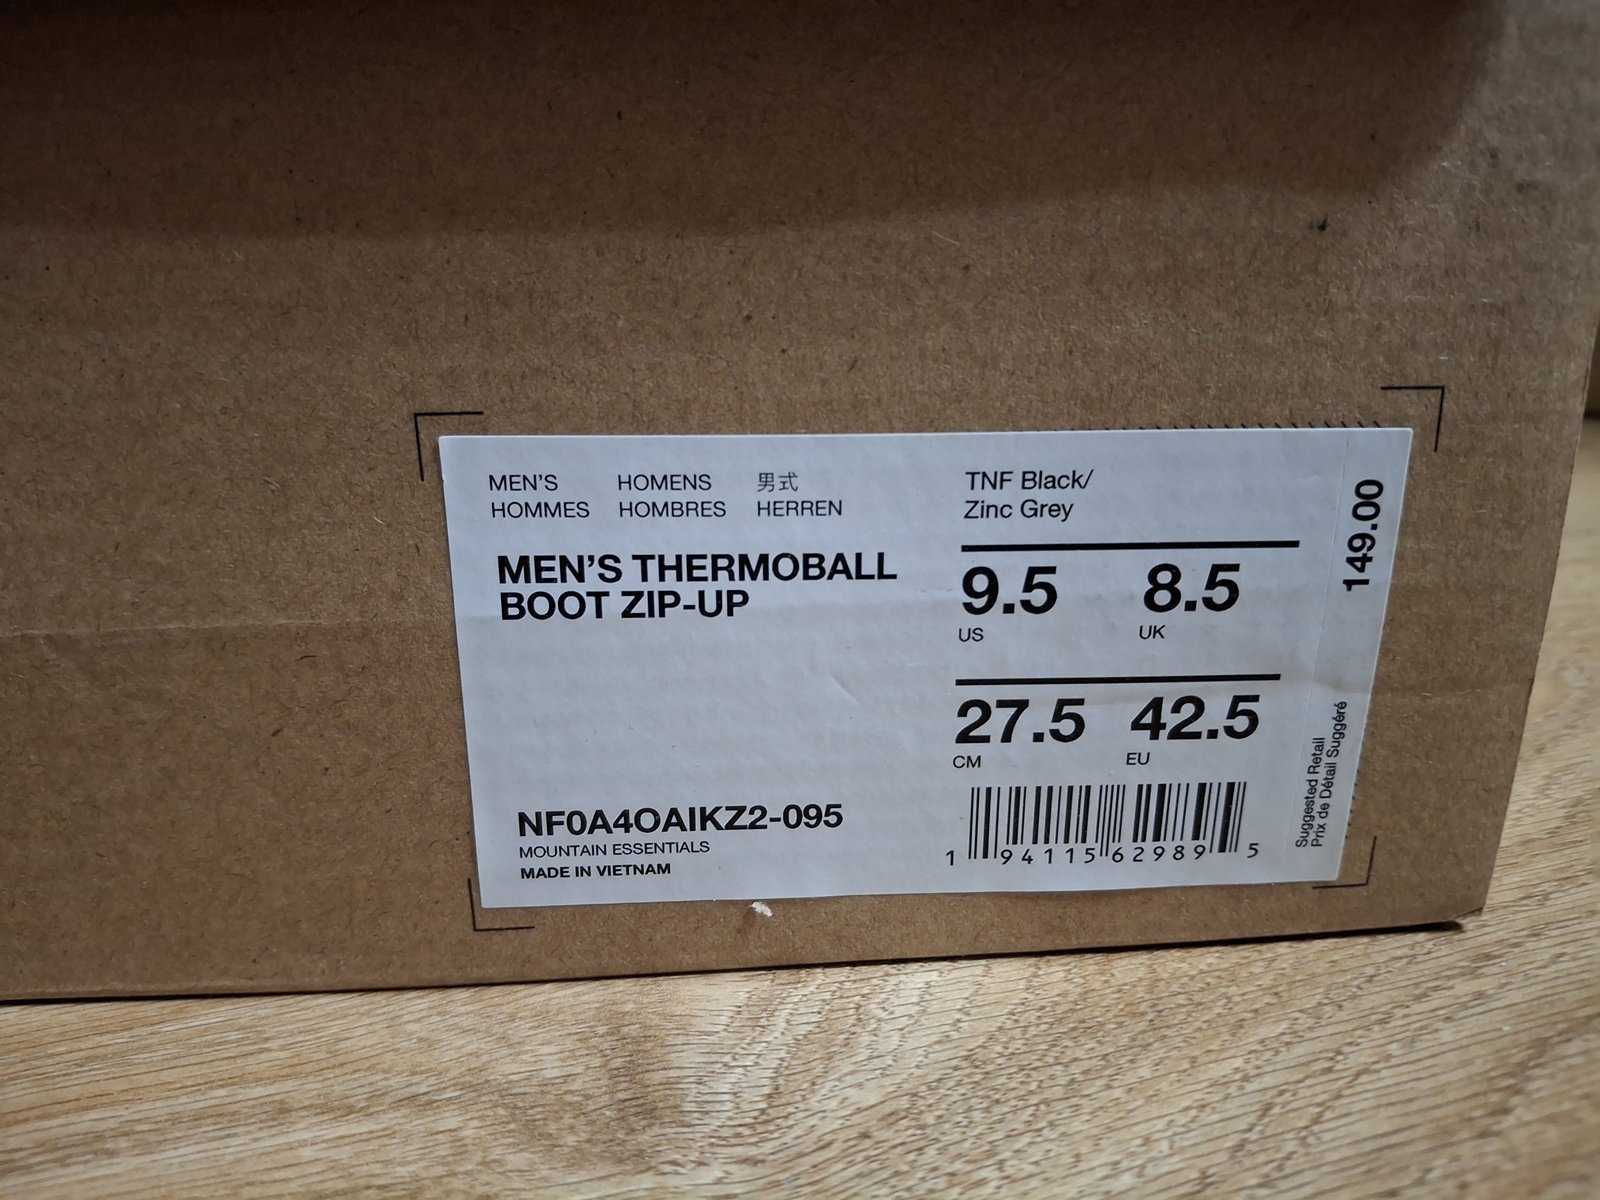 MEN'S HOMENS 男式
HOMMES HOMBRES HERREN
MEN'S THERMOBALL
BOOT ZIP-UP
NF0A4OAIKZ2-095
MOUNTAIN ESSENTIALS
MADE IN VIETNAM
TNF Black/
Zinc Grey
9.5 8.5
US UK
27.5 42.5
CM EU
1 94115 62989 5
149.00
Suggested Retail
Prix de Détail Suggéré